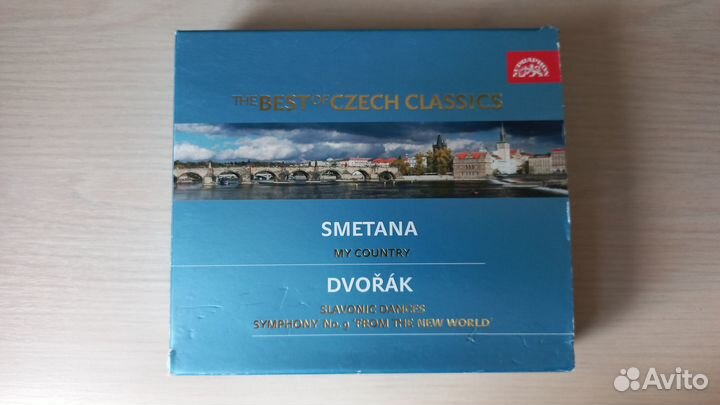 SUPRAPHON
THE BEST OF CZECH CLASSICS
SMETANA
MY COUNTRY
DVOŘÁK
SLAVONIC DANCES
SYMPHONY No. 9 'FROM THE NEW WORLD'
Avito